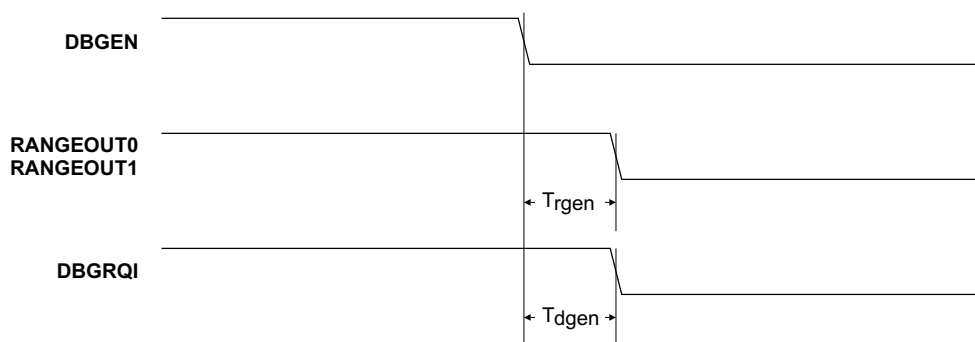 DBGEN
RANGEOUT0
RANGEOUT1
Trgen
DBGRQI
Tdgen